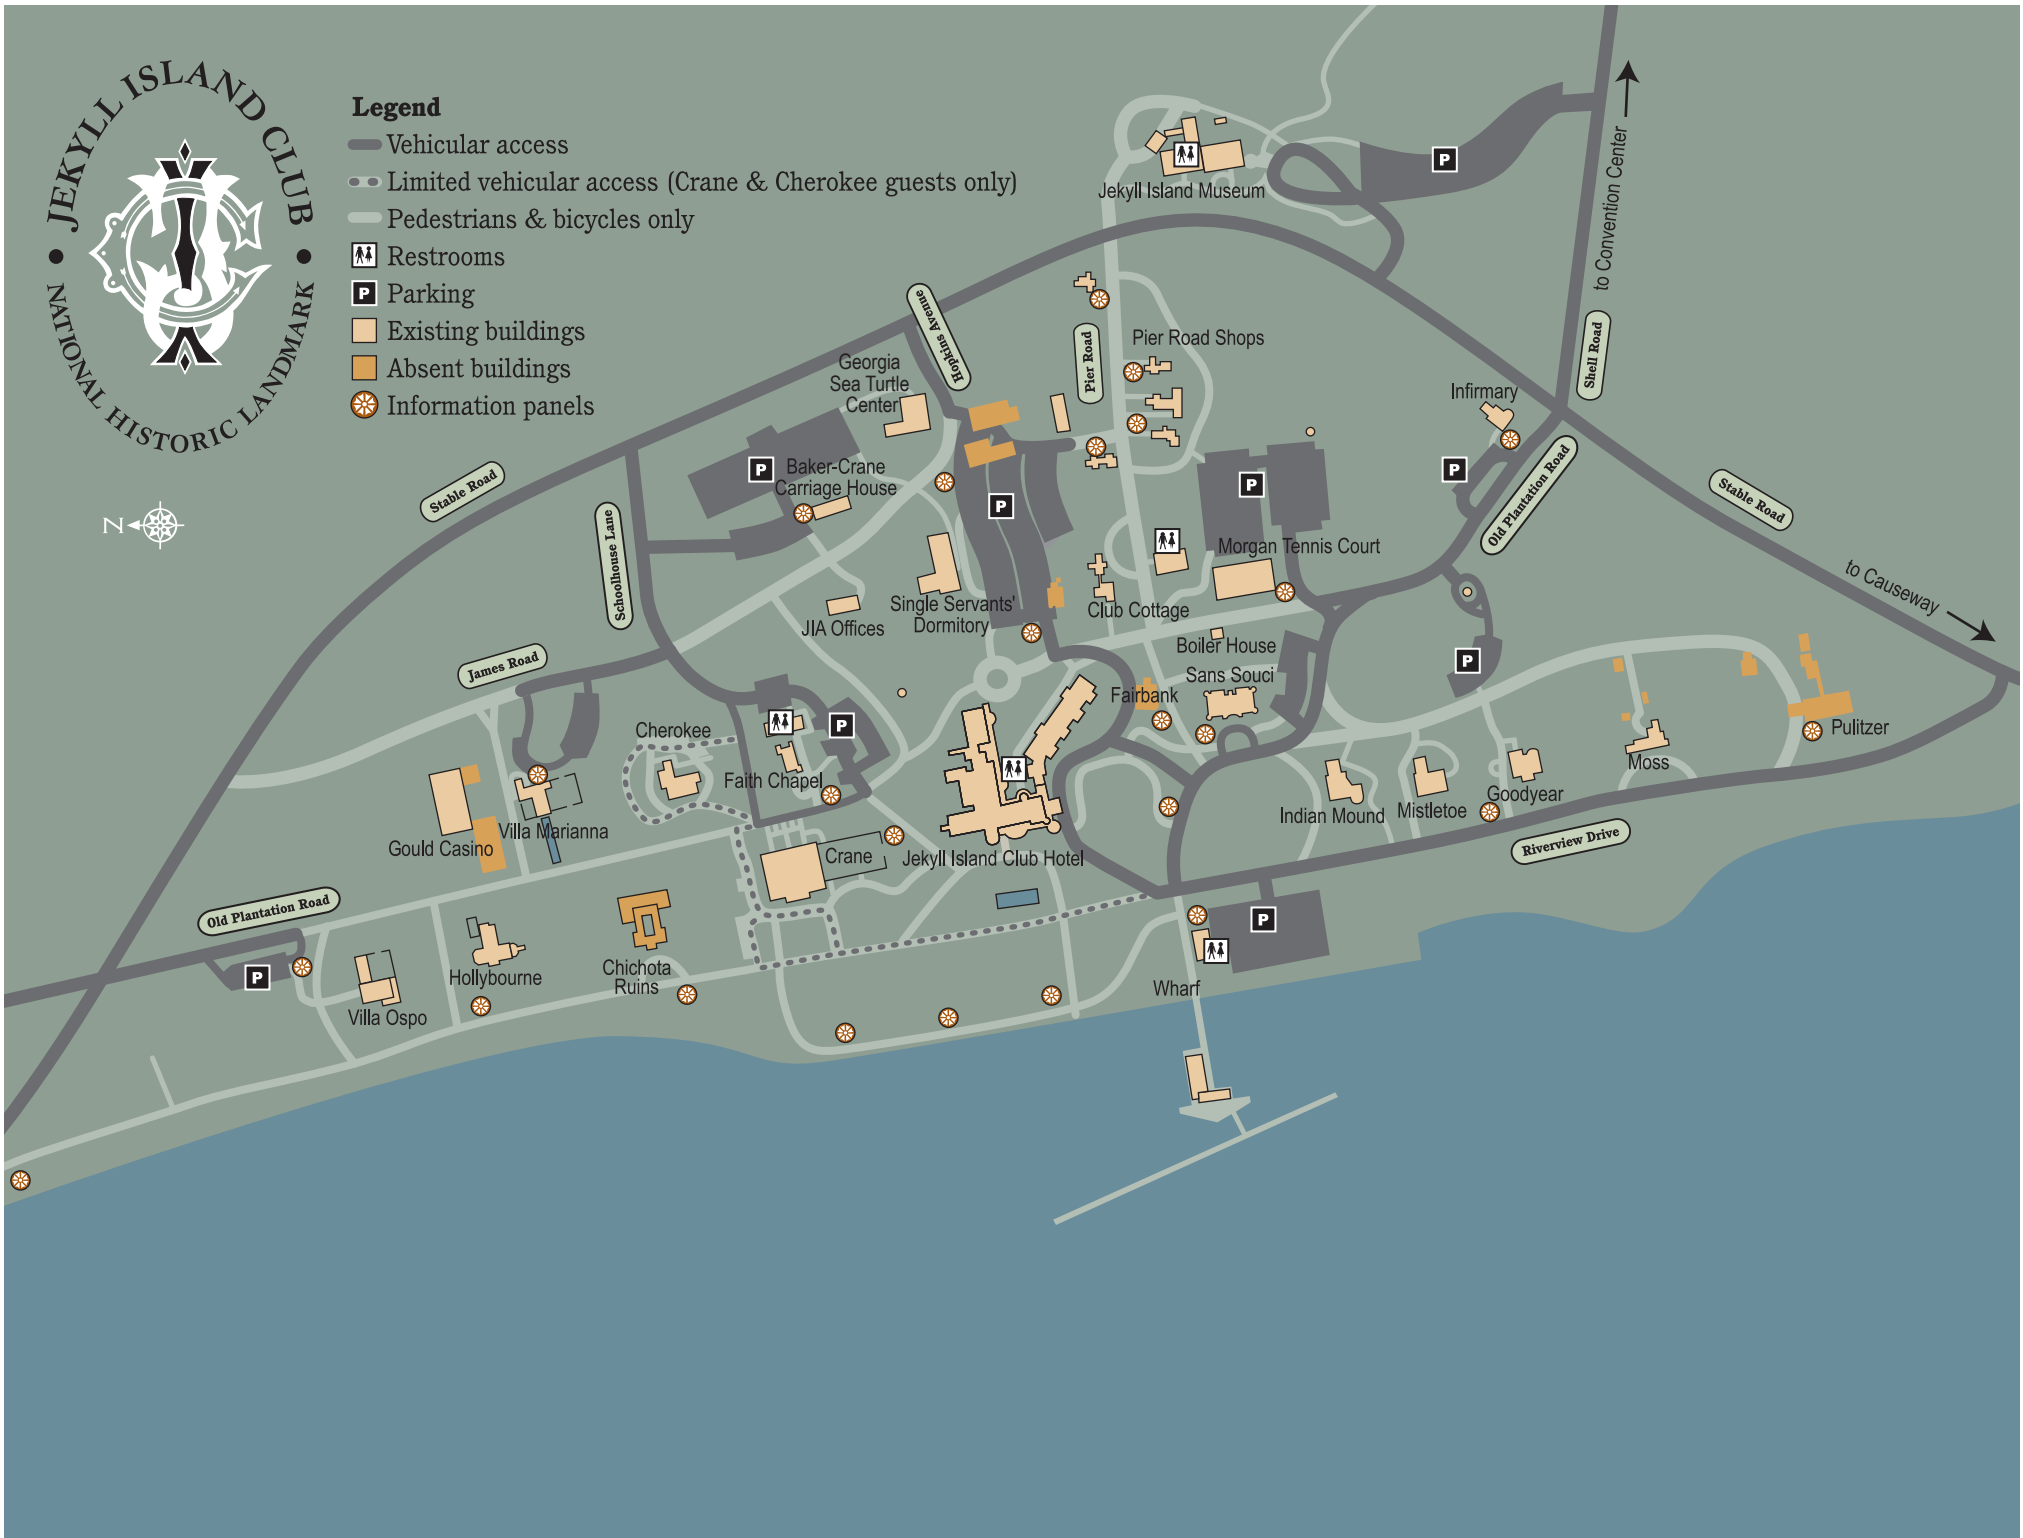 JEKYLL ISLAND CLUB
NATIONAL HISTORIC LANDMARK
Legend
Vehicular access
Limited vehicular access (Crane & Cherokee guests only)
Pedestrians & bicycles only
Restrooms
P Parking
Existing buildings
Absent buildings
Information panels
N
to Convention Center
P
Jekyll Island Museum
Hopkins Avenue
Pier Road
Pier Road Shops
Shell Road
Georgia
Sea Turtle
Center
Infirmary
Stable Road
P
Baker-Crane
Carriage House
P
P
P
Old Plantation Road
Stable Road
Schoolhouse Lane
Morgan Tennis Court
to Causeway
JIA Offices
Single Servants'
Dormitory
Club Cottage
Boiler House
James Road
P
Sans Souci
Fairbank
Cherokee
P
Pulitzer
Faith Chapel
Moss
Goodyear
Mistletoe
Indian Mound
Villa Marianna
Gould Casino
Crane
Jekyll Island Club Hotel
Riverview Drive
Old Plantation Road
P
P
Hollybourne
Chichota
Ruins
Wharf
Villa Ospo